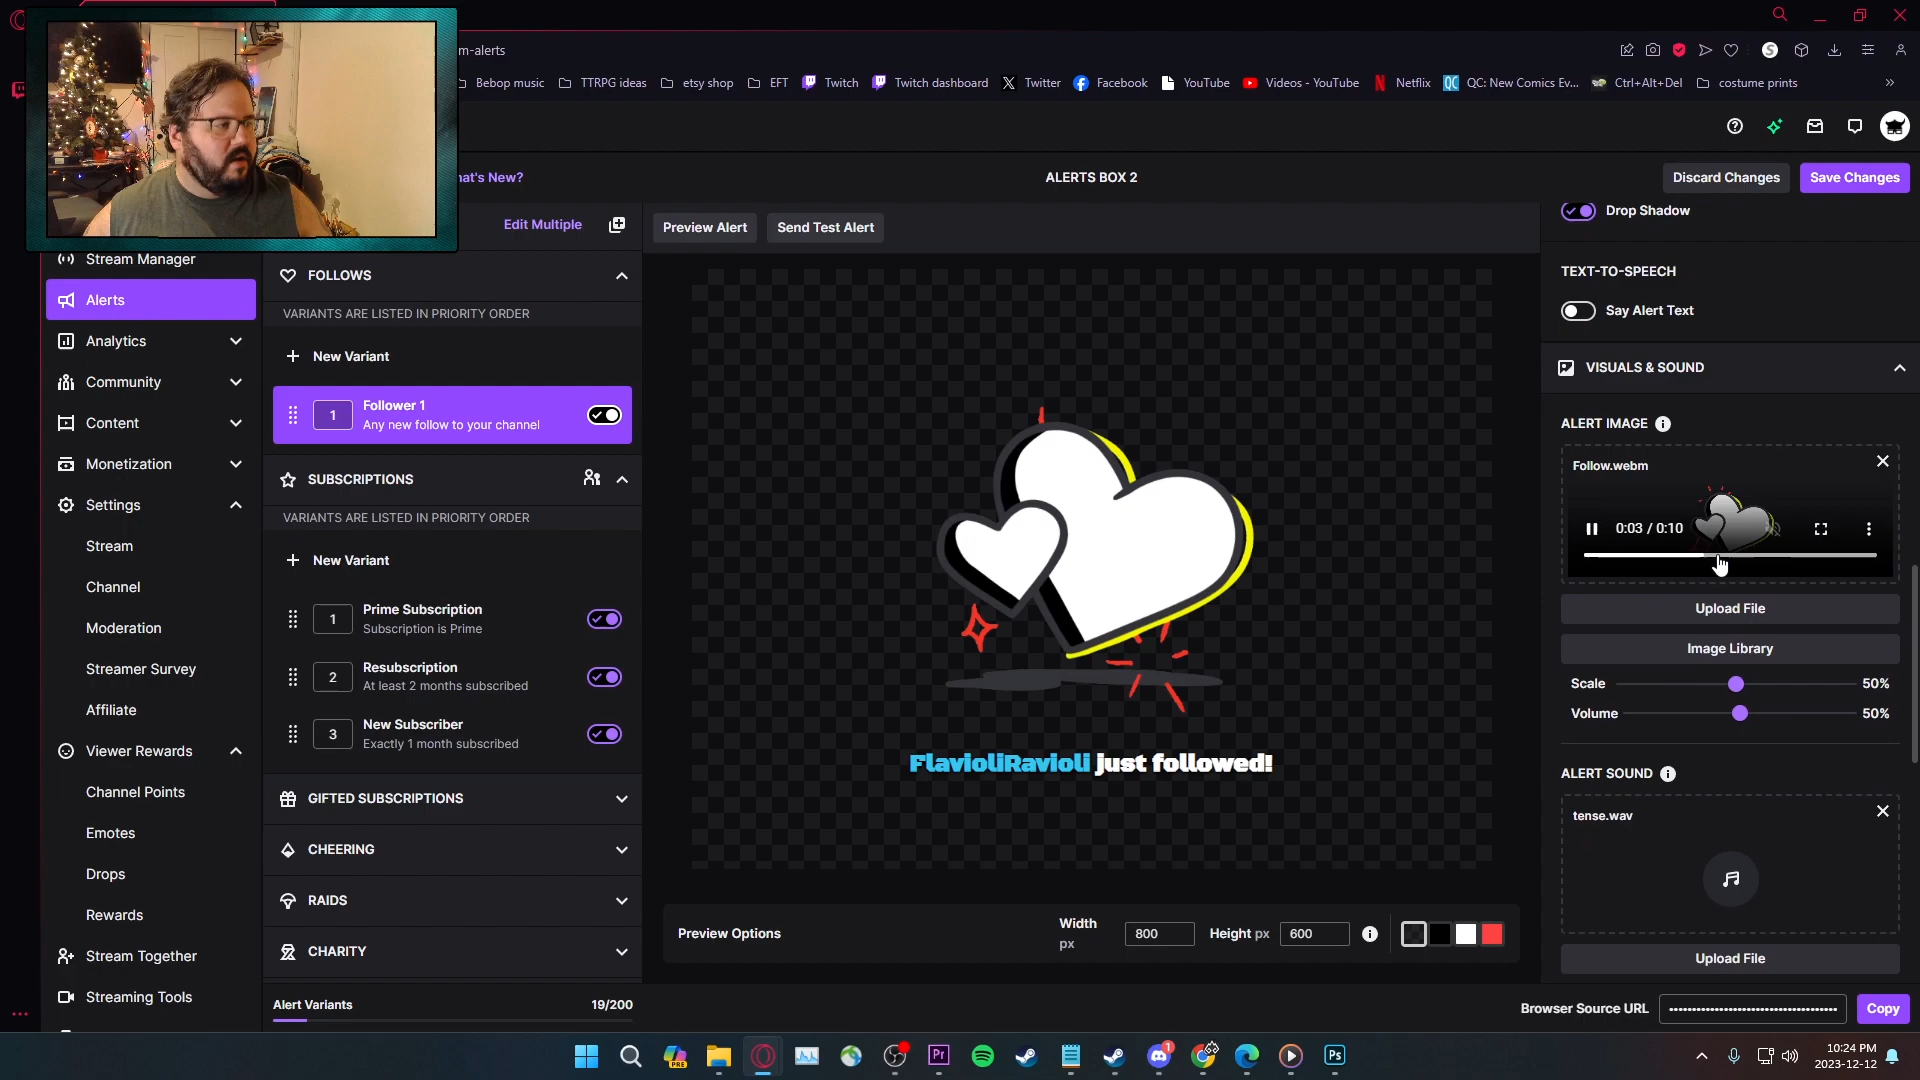 m-alerts
Bebop music
TTRPG ideas
etsy shop
EFT
Twitch
Twitch dashboard
Twitter
Facebook
YouTube
Videos - YouTube
Netflix
QC: New Comics Ev...
Ctrl+Alt+Del
costume prints
hat's New?
ALERTS BOX 2
Discard Changes
Save Changes
Edit Multiple
Preview Alert
Send Test Alert
Stream Manager
Alerts
Analytics
Community
Content
Monetization
Settings
Stream
Channel
Moderation
Streamer Survey
Affiliate
Viewer Rewards
Channel Points
Emotes
Drops
Rewards
Stream Together
Streaming Tools
FOLLOWS
VARIANTS ARE LISTED IN PRIORITY ORDER
New Variant
1
Follower 1
Any new follow to your channel
SUBSCRIPTIONS
VARIANTS ARE LISTED IN PRIORITY ORDER
New Variant
1
Prime Subscription
Subscription is Prime
2
Resubscription
At least 2 months subscribed
3
New Subscriber
Exactly 1 month subscribed
GIFTED SUBSCRIPTIONS
CHEERING
RAIDS
CHARITY
Alert Variants
19/200
FlavioliRavioli just followed!
Preview Options
Width px
800
Height px
600
Drop Shadow
TEXT-TO-SPEECH
Say Alert Text
VISUALS & SOUND
ALERT IMAGE
Follow.webm
0:03 / 0:10
Upload File
Image Library
Scale
50%
Volume
50%
ALERT SOUND
tense.wav
Upload File
Browser Source URL
Copy
PRE
Pr
1
Ps
10:24 PM
2023-12-12